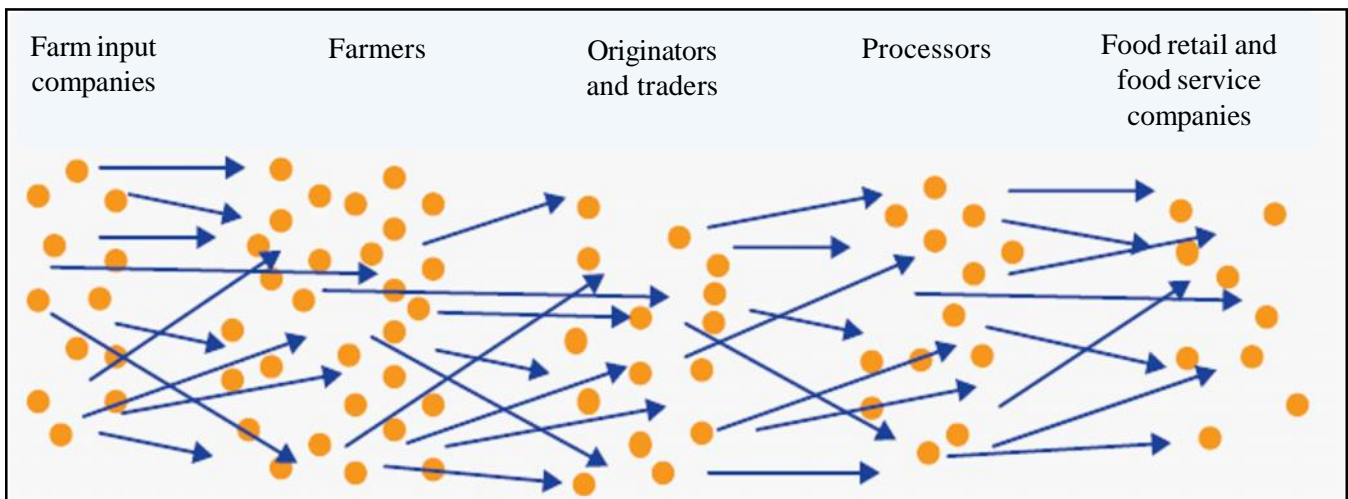 Farm input
companies
Farmers
Originators
and traders
Processors
Food retail and
food service
companies